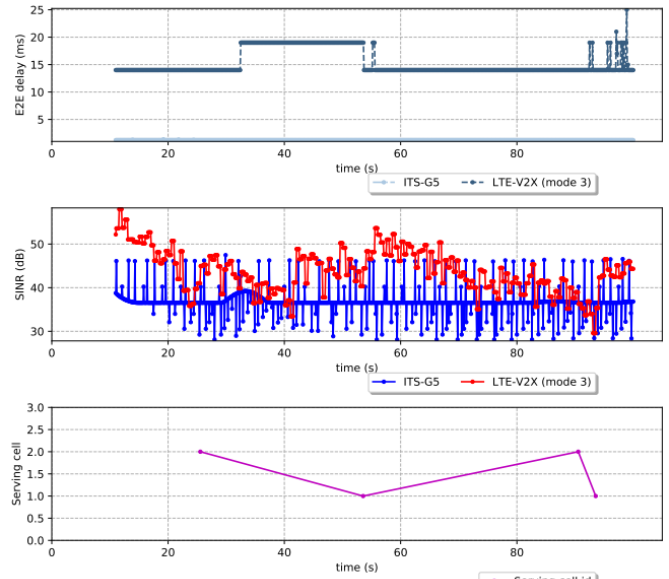 25
20
15
10
5
E2E delay (ms)
0 20 40 60 80
time (s)
ITS-G5 LTE-V2X (mode 3)
50
40
30
SINR (dB)
0 20 40 60 80
time (s)
ITS-G5 LTE-V2X (mode 3)
3.0
2.5
2.0
1.5
1.0
0.5
0.0
Serving cell
0 20 40 60 80
time (s)
Serving cell id